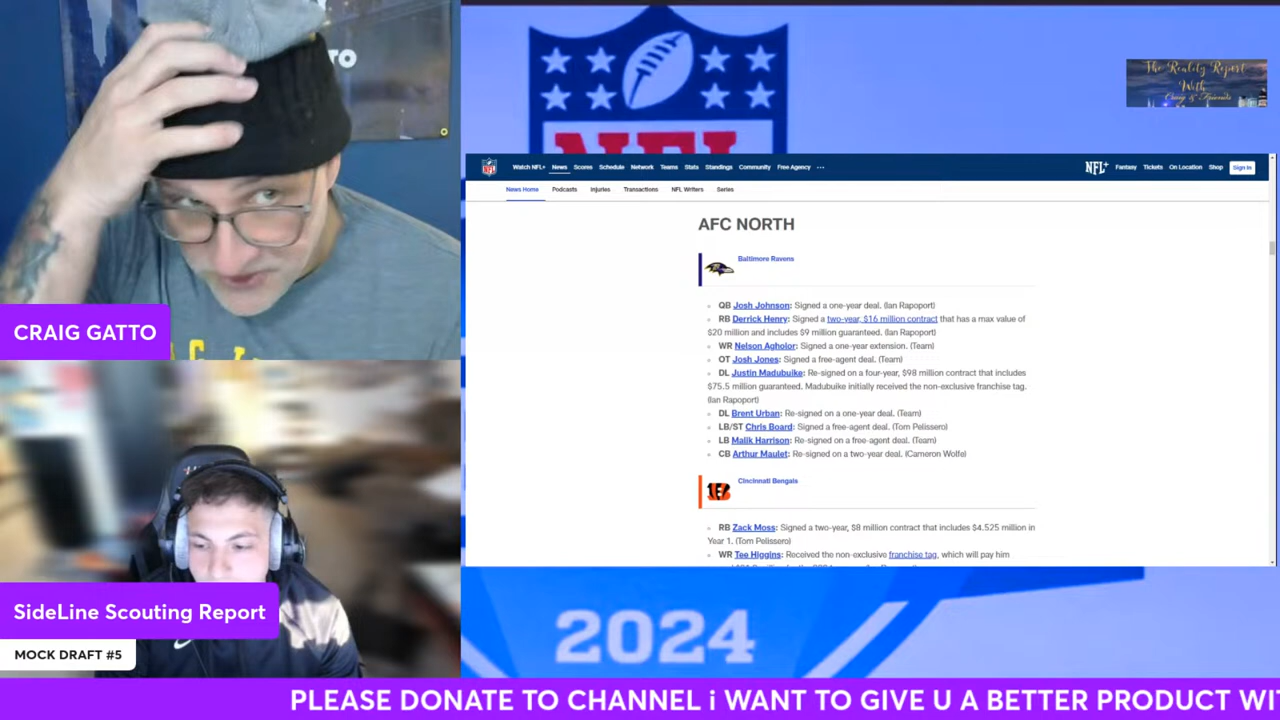 TO
CRAIG GATTO
SideLine Scouting Report
MOCK DRAFT #5
The Reality Report
With
Craig & Friends
NFL
Watch NFL+ News Scores Schedule Network Teams Stats Standings Community Free Agency ...
NFL+ Fantasy Tickets On Location Shop Sign In
News Home Podcasts Injuries Transactions NFL Writers Series
AFC NORTH
Baltimore Ravens
QB Josh Johnson: Signed a one-year deal. (Ian Rapoport)
RB Derrick Henry: Signed a two-year, $16 million contract that has a max value of
$20 million and includes $9 million guaranteed. (Ian Rapoport)
WR Nelson Agholor: Signed a one-year extension. (Team)
OT Josh Jones: Signed a free-agent deal. (Team)
DL Justin Madubuike: Re-signed on a four-year, $98 million contract that includes
$75.5 million guaranteed. Madubuike initially received the non-exclusive franchise tag.
(Ian Rapoport)
DL Brent Urban: Re-signed on a one-year deal. (Team)
LB/ST Chris Board: Signed a free-agent deal. (Tom Pelissero)
LB Malik Harrison: Re-signed on a free-agent deal. (Team)
CB Arthur Maulet: Re-signed on a two-year deal. (Cameron Wolfe)
Cincinnati Bengals
RB Zack Moss: Signed a two-year, $8 million contract that includes $4.525 million in
Year 1. (Tom Pelissero)
WR Tee Higgins: Received the non-exclusive franchise tag, which will pay him
2024
PLEASE DONATE TO CHANNEL i WANT TO GIVE U A BETTER PRODUCT WI